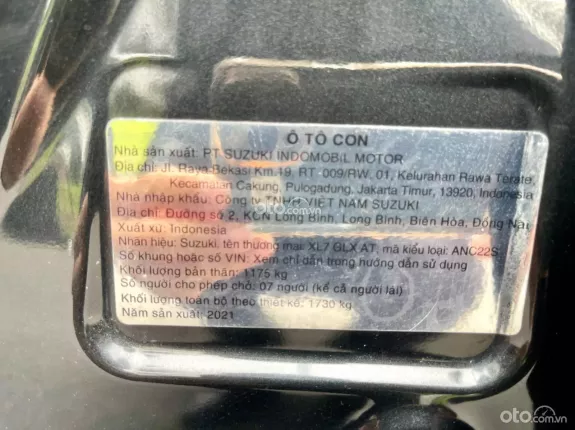 Ô TÔ CON
Nhà sản xuất: PT SUZUKI INDOMOBIL MOTOR
Địa chỉ: Jl. Raya Bekasi Km.19, RT 009/RW, 01, Kelurahan Rawa Terate,
Kecamatan Cakung, Pulogadung, Jakarta Timur, 13920, Indonesia
Nhà nhập khẩu: Công ty TNHH VIỆT NAM SUZUKI
Địa chỉ: Đường số 2, KCN Long Bình, Long Bình, Biên Hòa, Đồng Nai
Xuất xứ: Indonesia
Nhãn hiệu: Suzuki, tên thương mại: XL7 GLX AT, mã kiểu loại: ANC22S
Số khung hoặc số VIN: Xem chỉ dẫn trong hướng dẫn sử dụng
Khối lượng bản thân: 1175 kg
Số người cho phép chở: 07 người (kể cả người lái)
Khối lượng toàn bộ theo thiết kế: 1730 kg
Năm sản xuất: 2021
oto.com.vn